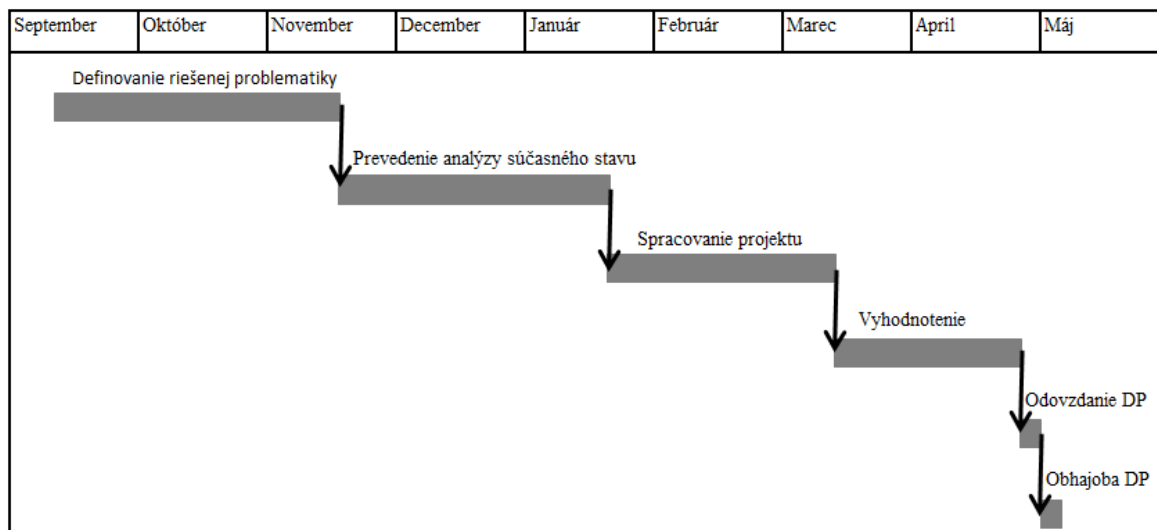 September Október November December Január Február Marec April Máj
Definovanie riešenej problematiky
Prevedenie analýzy súčasného stavu
Spracovanie projektu
Vyhodnotenie
Odovzdanie DP
Obhajoba DP